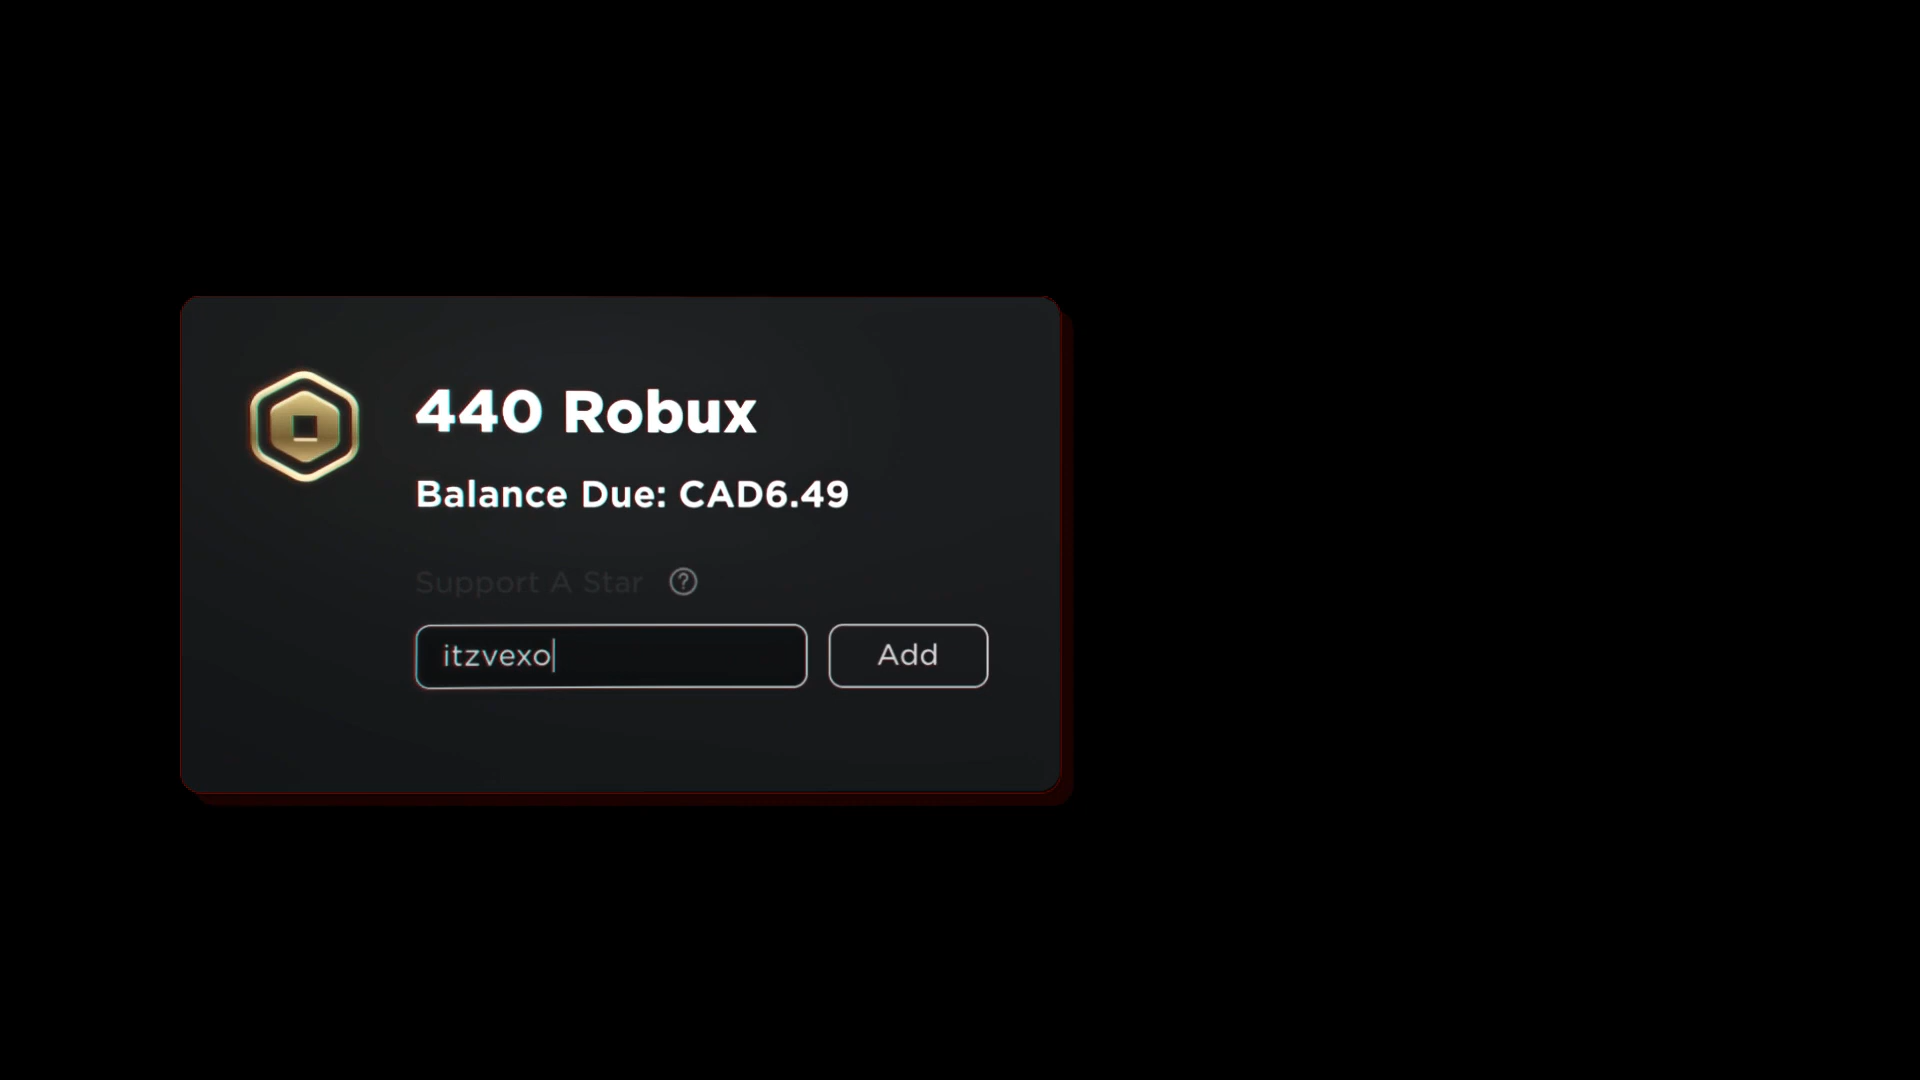 440 Robux
Balance Due: CAD6.49
Support A Star ?
itzvexo
Add